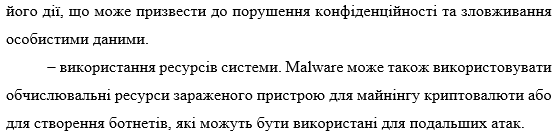 його дії, що може призвести до порушення конфіденційності та зловживання
особистими даними.
– використання ресурсів системи. Malware може також використовувати
обчислювальні ресурси зараженого пристрою для майнінгу криптовалюти або
для створення ботнетів, які можуть бути використані для подальших атак.